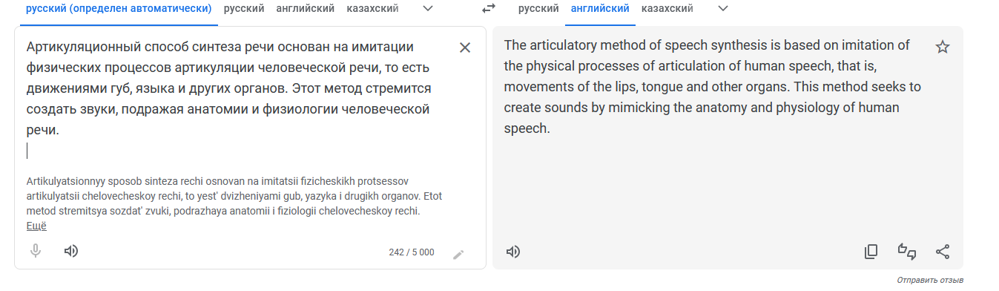 русский (определен автоматически) русский английский казахский
русский английский казахский
Артикуляционный способ синтеза речи основан на имитации
физических процессов артикуляции человеческой речи, то есть
движениями губ, языка и других органов. Этот метод стремится
создать звуки, подражая анатомии и физиологии человеческой
речи.
Artikulyatsionnyy sposob sinteza rechi osnovan na imitatsii fizicheskikh protsessov
artikulyatsii chelovecheskoy rechi, to yest' dvizheniyami gub, yazyka i drugikh organov. Etot
metod stremitsya sozdat' zvuki, podrazhaya anatomii i fiziologii chelovecheskoy rechi.
Ещё
242 / 5 000
The articulatory method of speech synthesis is based on imitation of
the physical processes of articulation of human speech, that is,
movements of the lips, tongue and other organs. This method seeks to
create sounds by mimicking the anatomy and physiology of human
speech.
Отправить отзыв